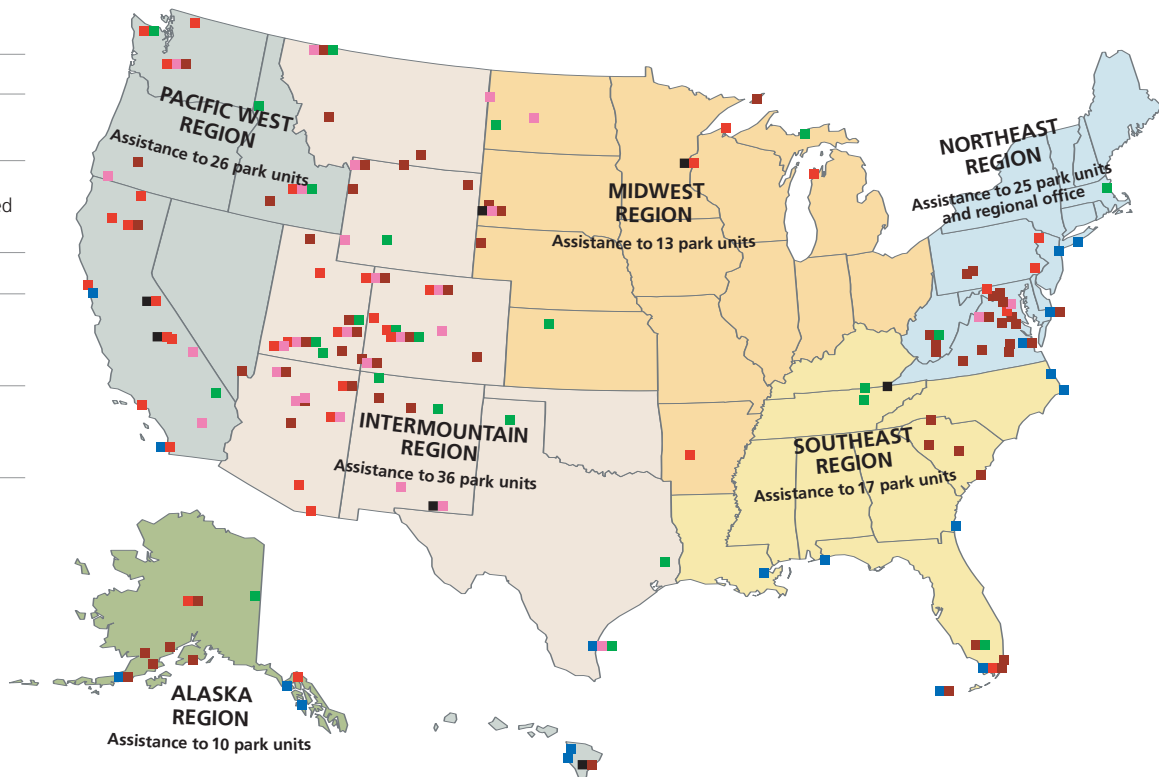 PACIFIC WEST
REGION
Assistance to 26 park units
ed
MIDWEST
REGION
Assistance to 13 park units
NORTHEAST
REGION
Assistance to 25 park units
and regional office
INTERMOUNTAIN
REGION
Assistance to 36 park units
SOUTHEAST
REGION
Assistance to 17 park units
ALASKA
REGION
Assistance to 10 park units